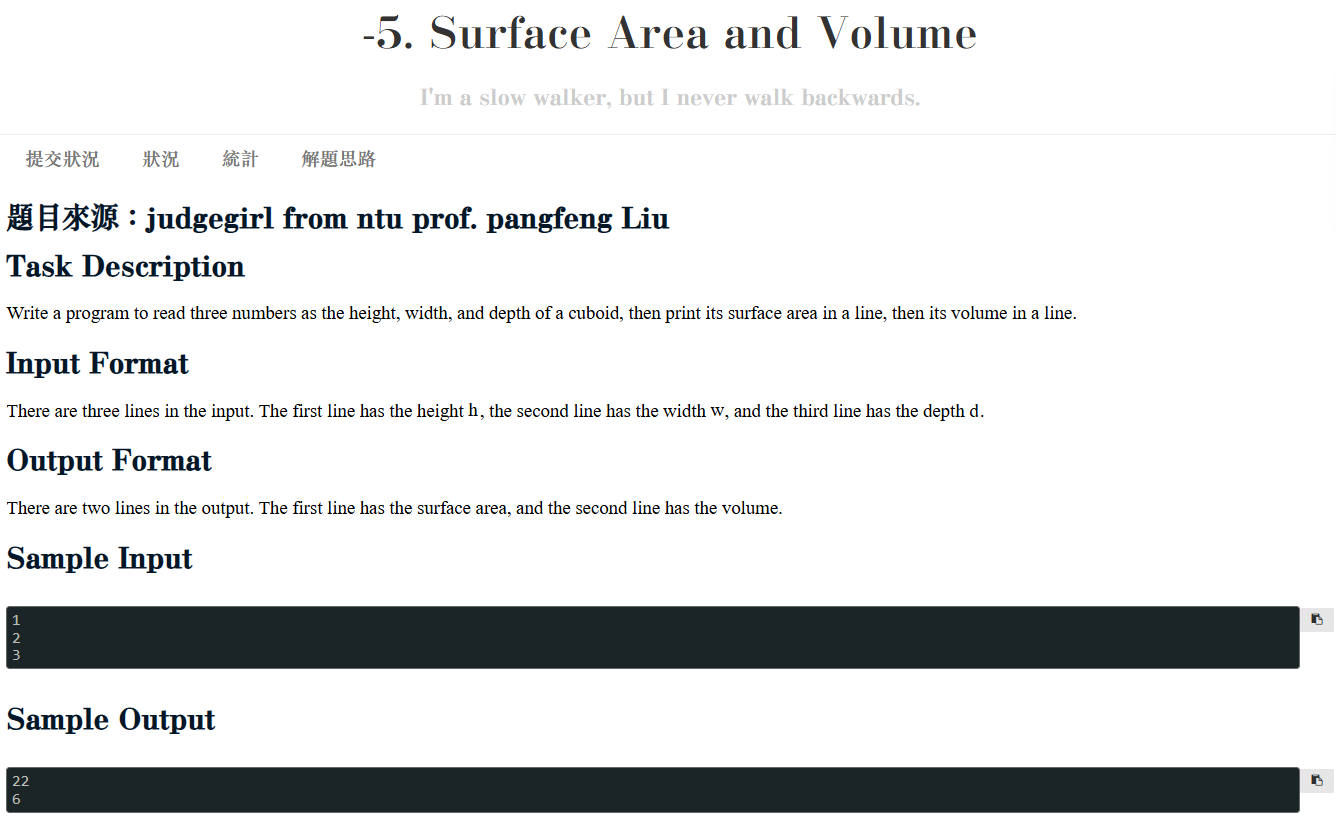 -5. Surface Area and Volume
I'm a slow walker, but I never walk backwards.
提交狀況 狀況 統計 解題思路
題目來源：judgegirl from ntu prof. pangfeng Liu
Task Description
Write a program to read three numbers as the height, width, and depth of a cuboid, then print its surface area in a line, then its volume in a line.
Input Format
There are three lines in the input. The first line has the height h, the second line has the width w, and the third line has the depth d.
Output Format
There are two lines in the output. The first line has the surface area, and the second line has the volume.
Sample Input
1
2
3
Sample Output
22
6